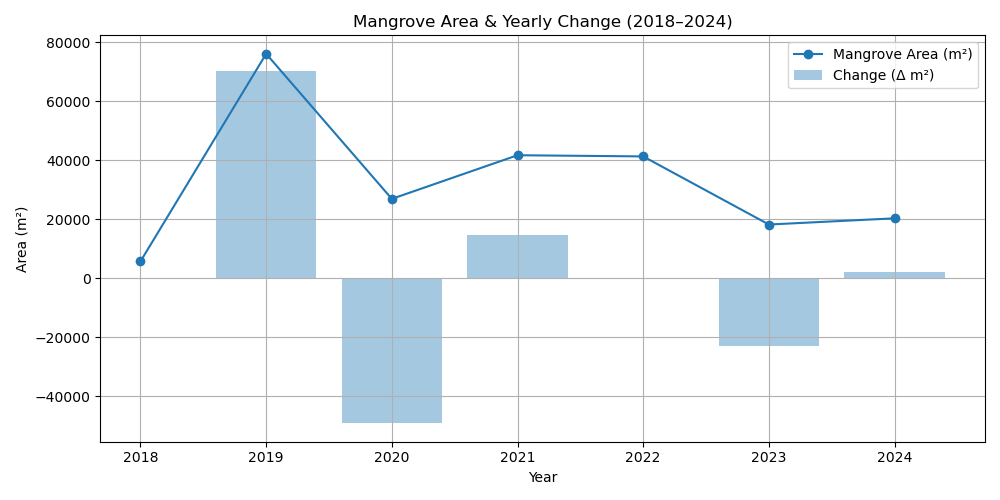 Mangrove Area & Yearly Change (2018–2024)
Mangrove Area (m²)
Change (Δ m²)
Area (m²)
80000
60000
40000
20000
0
−20000
−40000
2018 2019 2020 2021 2022 2023 2024
Year